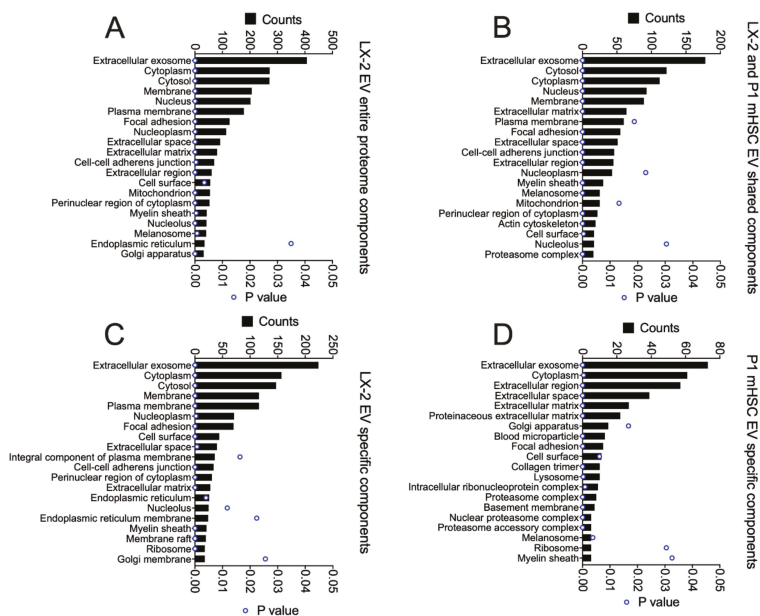 A
Counts
0 100 200 300 400 500
Extracellular exosome
Cytoplasm
Cytosol
Membrane
Nucleus
Plasma membrane
Focal adhesion
Nucleoplasm
Extracellular space
Extracellular matrix
Cell-cell adherens junction
Extracellular region
Cell surface
Mitochondrion
Perinuclear region of cytoplasm
Myelin sheath
Nucleolus
Melanosome
Endoplasmic reticulum
Golgi apparatus
0.00 0.01 0.02 0.03 0.04 0.05
P value
LX-2 EV entire proteome components
B
Counts
0 50 100 150 200
Extracellular exosome
Cytosol
Cytoplasm
Nucleus
Membrane
Extracellular matrix
Plasma membrane
Focal adhesion
Extracellular space
Cell-cell adherens junction
Extracellular region
Nucleoplasm
Myelin sheath
Melanosome
Mitochondrion
Perinuclear region of cytoplasm
Actin cytoskeleton
Cell surface
Nucleolus
Proteasome complex
0.00 0.01 0.02 0.03 0.04 0.05
P value
LX-2 and P1 mHSC EV shared components
C
Counts
0 50 100 150 200 250
Extracellular exosome
Cytoplasm
Cytosol
Membrane
Plasma membrane
Nucleoplasm
Focal adhesion
Cell surface
Extracellular space
Integral component of plasma membrane
Cell-cell adherens junction
Perinuclear region of cytoplasm
Extracellular matrix
Endoplasmic reticulum
Nucleolus
Endoplasmic reticulum membrane
Myelin sheath
Membrane raft
Ribosome
Golgi membrane
0.00 0.01 0.02 0.03 0.04 0.05
P value
LX-2 EV specific components
D
Counts
0 20 40 60 80
Extracellular exosome
Cytoplasm
Extracellular region
Extracellular space
Extracellular matrix
Proteinaceous extracellular matrix
Golgi apparatus
Blood microparticle
Focal adhesion
Cell surface
Collagen trimer
Lysosome
Intracellular ribonucleoprotein complex
Proteasome complex
Basement membrane
Nuclear proteasome complex
Proteasome accessory complex
Melanosome
Ribosome
Myelin sheath
0.00 0.01 0.02 0.03 0.04 0.05
P value
P1 mHSC EV specific components